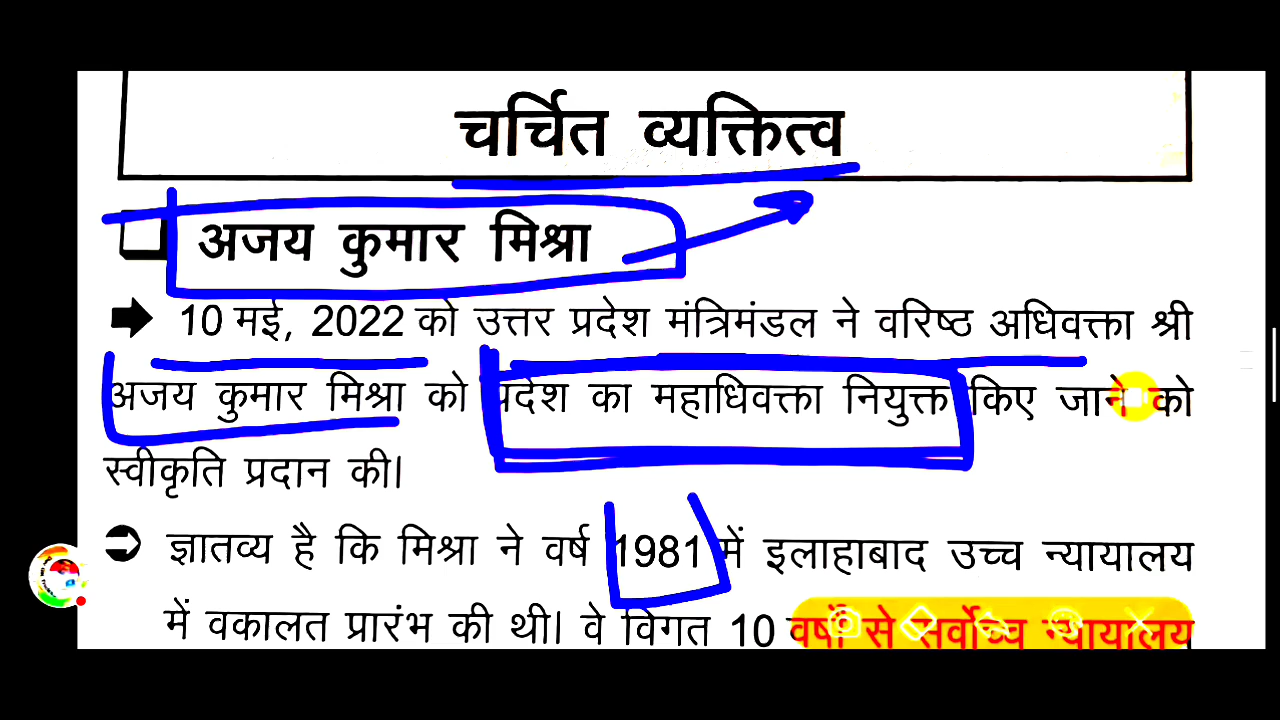 चर्चित व्यक्तित्व
अजय कुमार मिश्रा
10 मई, 2022 को उत्तर प्रदेश मंत्रिमंडल ने वरिष्ठ अधिवक्ता श्री
अजय कुमार मिश्रा को प्रदेश का महाधिवक्ता नियुक्त किए जाने को
स्वीकृति प्रदान की।
ज्ञातव्य है कि मिश्रा ने वर्ष 1981 में इलाहाबाद उच्च न्यायालय
में वकालत प्रारंभ की थी। वे विगत 10 वर्षों से सर्वोच्च न्यायालय